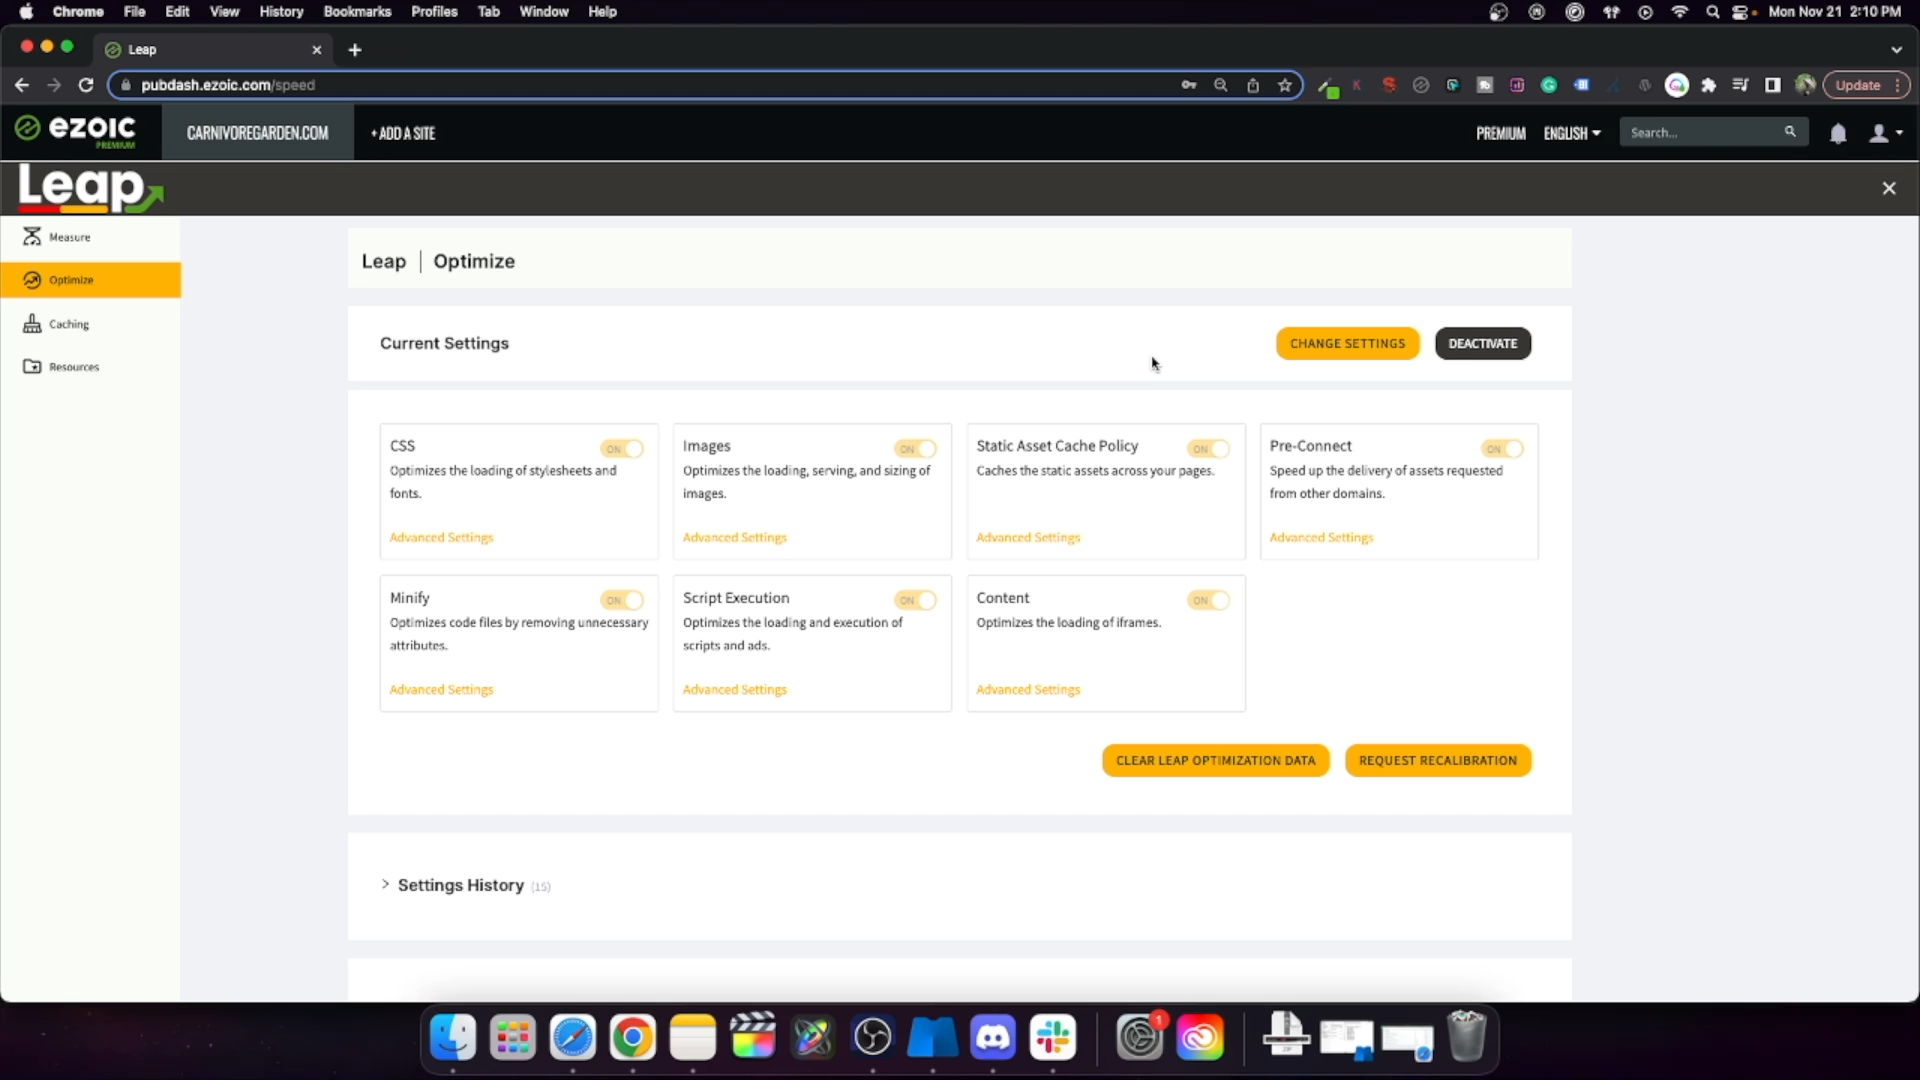 Chrome File Edit View History Bookmarks Profiles Tab Window Help Mon Nov 21 2:10 PM
Leap
pubdash.ezoic.com/speed Update
ezoic PREMIUM CARNIVOREGARDEN.COM + ADD A SITE PREMIUM ENGLISH Search...
Leap
Measure
Optimize
Caching
Resources
Leap | Optimize
Current Settings CHANGE SETTINGS DEACTIVATE
CSS ON
Optimizes the loading of stylesheets and
fonts.
Advanced Settings
Images ON
Optimizes the loading, serving, and sizing of
images.
Advanced Settings
Static Asset Cache Policy ON
Caches the static assets across your pages.
Advanced Settings
Pre-Connect ON
Speed up the delivery of assets requested
from other domains.
Advanced Settings
Minify ON
Optimizes code files by removing unnecessary
attributes.
Advanced Settings
Script Execution ON
Optimizes the loading and execution of
scripts and ads.
Advanced Settings
Content ON
Optimizes the loading of iframes.
Advanced Settings
CLEAR LEAP OPTIMIZATION DATA REQUEST RECALIBRATION
Settings History (15)
1